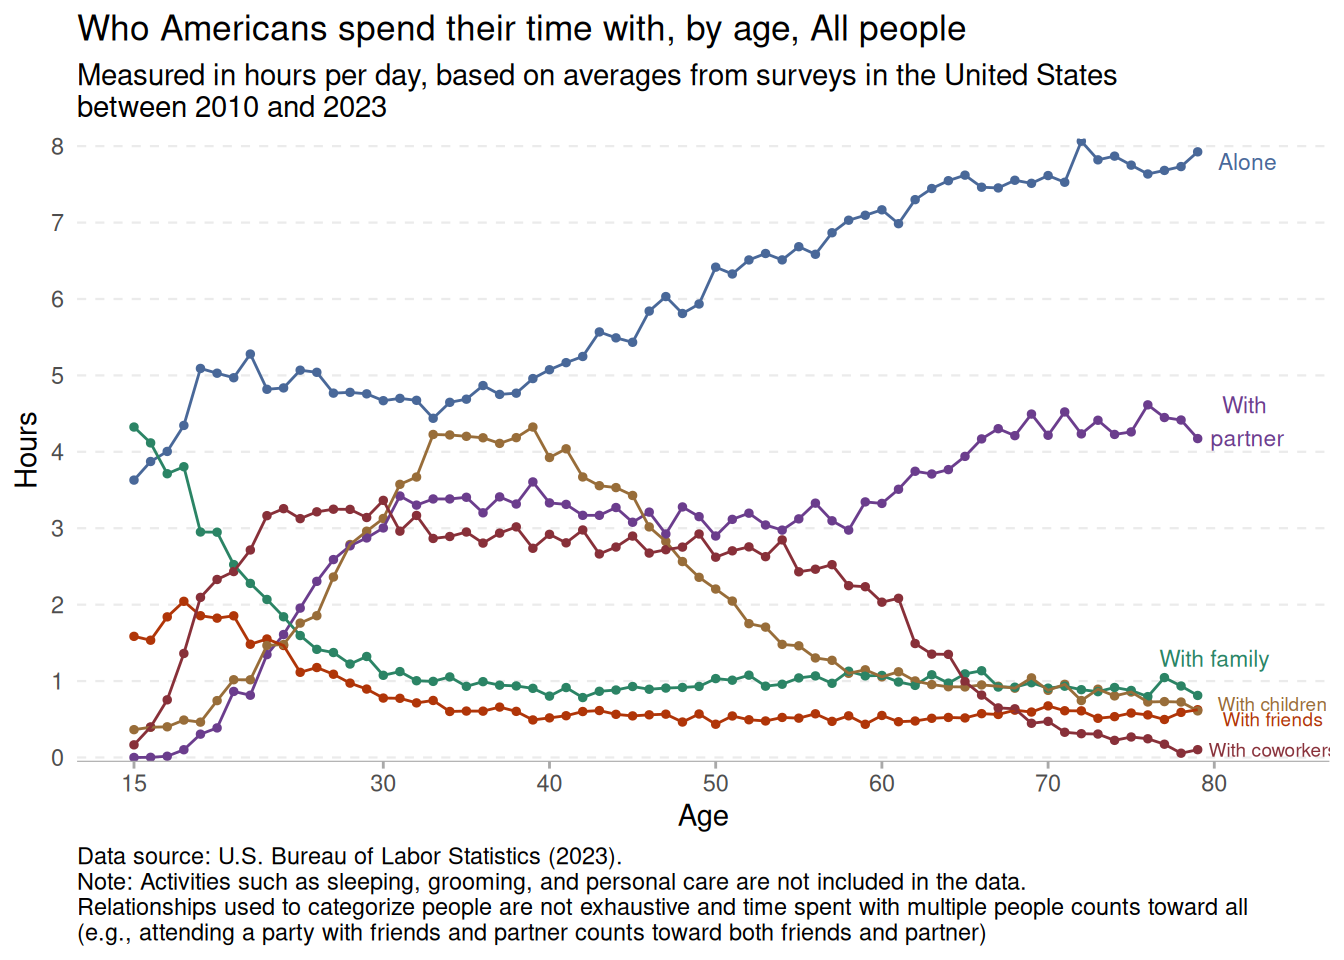 Who Americans spend their time with, by age, All people
Measured in hours per day, based on averages from surveys in the United States
between 2010 and 2023
8
7
6
5
4
3
2
1
0
Hours
Alone
With
partner
With family
With children
With friends
With coworkers
15
30
40
50
60
70
80
Age
Data source: U.S. Bureau of Labor Statistics (2023).
Note: Activities such as sleeping, grooming, and personal care are not included in the data.
Relationships used to categorize people are not exhaustive and time spent with multiple people counts toward all
(e.g., attending a party with friends and partner counts toward both friends and partner)